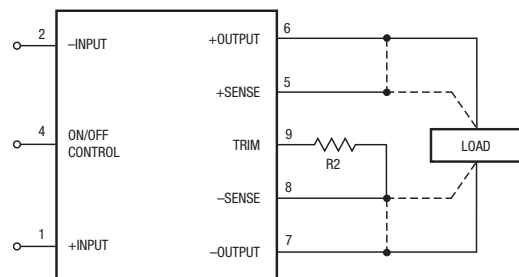 2
–INPUT
+OUTPUT
6
+SENSE
5
4
ON/OFF
CONTROL
TRIM
9
R2
LOAD
–SENSE
8
1
+INPUT
–OUTPUT
7